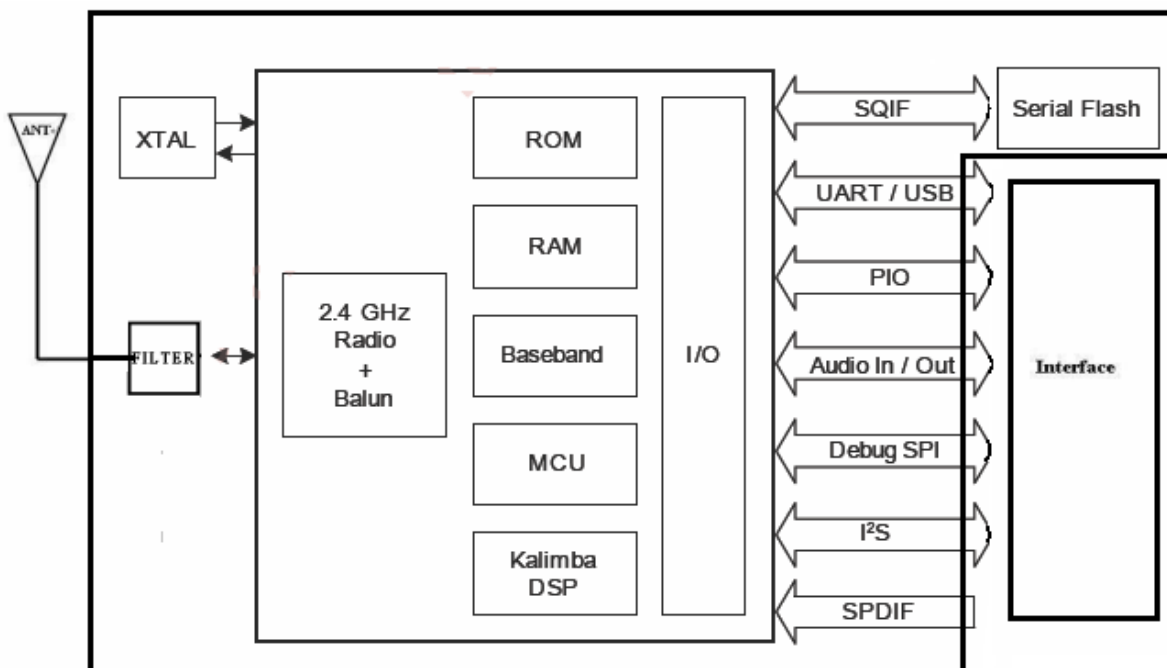 ANT-
XTAL
FILTER
2.4 GHz
Radio
+
Balun
ROM
RAM
Baseband
MCU
Kalimba
DSP
I/O
SQIF
UART / USB
PIO
Audio In / Out
Debug SPI
I²S
SPDIF
Serial Flash
Interface